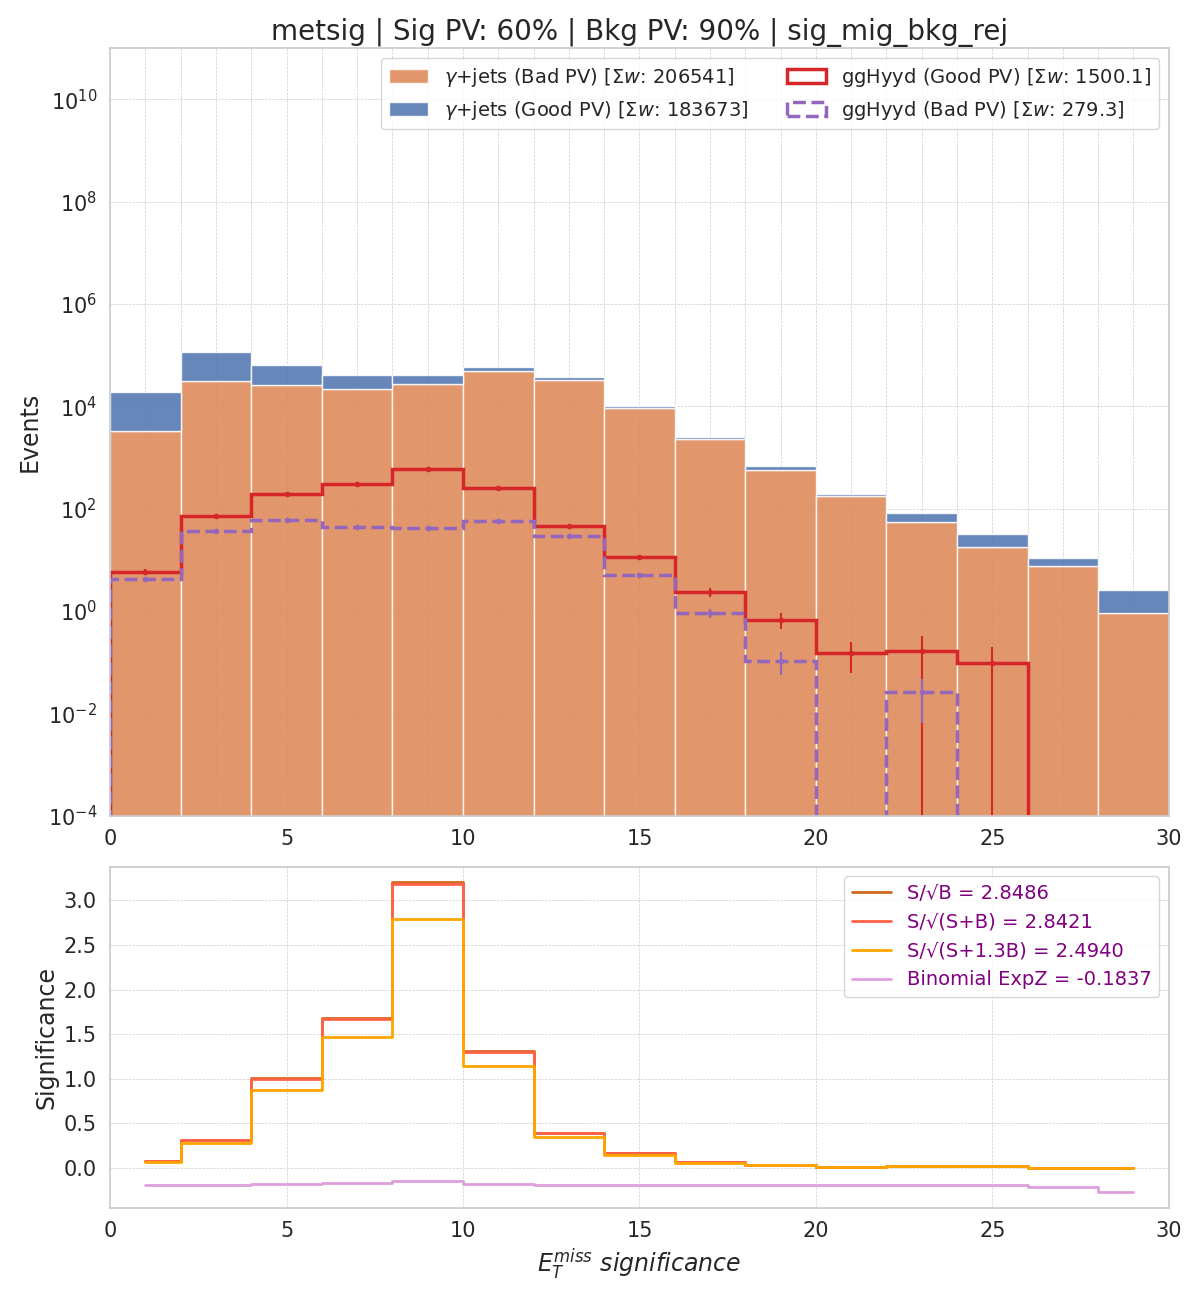 metsig | Sig PV: 60% | Bkg PV: 90% | sig_mig_bkg_rej
γ+jets (Bad PV) [Σw: 206541]
γ+jets (Good PV) [Σw: 183673]
ggHyyd (Good PV) [Σw: 1500.1]
ggHyyd (Bad PV) [Σw: 279.3]
Events
10^10
10^8
10^6
10^4
10^2
10^0
10^−2
10^−4
0 5 10 15 20 25 30
Significance
3.0
2.5
2.0
1.5
1.0
0.5
0.0
S/√B = 2.8486
S/√(S+B) = 2.8421
S/√(S+1.3B) = 2.4940
Binomial ExpZ = -0.1837
0 5 10 15 20 25 30
E_T^miss significance